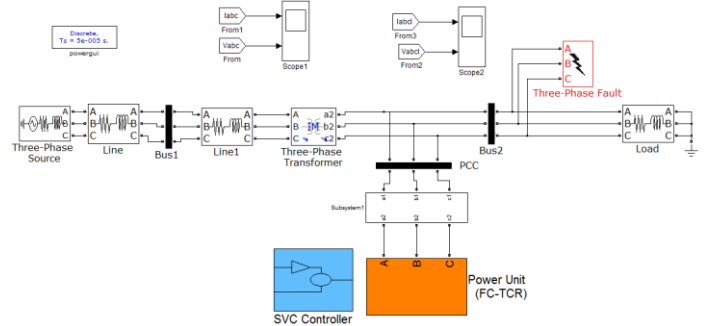 Discrete,
Ts = 5e-005 s.
powergui
Iabc
From1
Vabc
From
Scope1
Iabcl
From3
Vabcl
From2
Scope2
A
B
C
Three-Phase Fault
A A
B B
C C
A A
B B
C C
A a2
B b2
C c2
A
B
C
A
B
C
Three-Phase
Source
Line
Bus1
Line1
Three-Phase
Transformer
Bus2
Load
PCC
a1 b1 c1
Subsystem1
a2 b2 c2
A B C
Power Unit
(FC-TCR)
SVC Controller